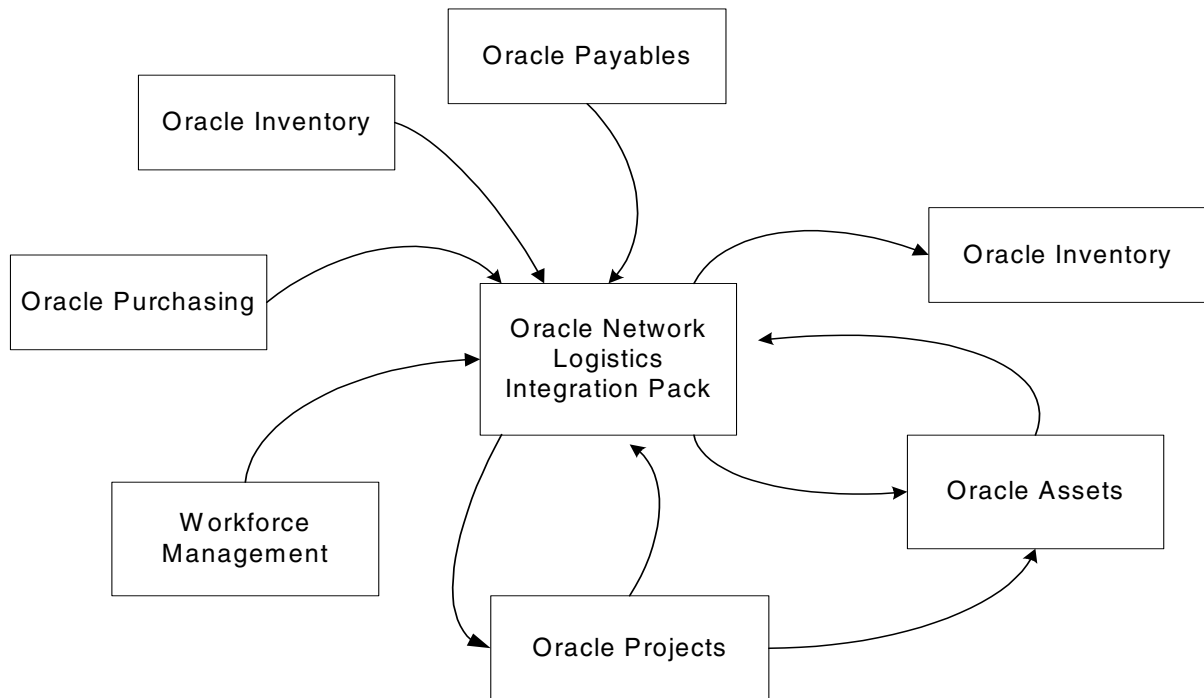 Oracle Payables
Oracle Inventory
Oracle Inventory
Oracle Purchasing
Oracle Network
Logistics
Integration Pack
Oracle Assets
Workforce
Management
Oracle Projects